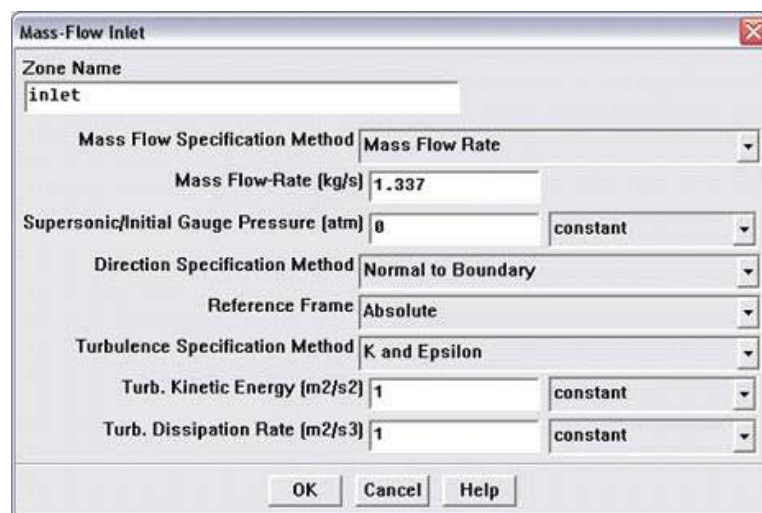 Mass-Flow Inlet
Zone Name
inlet
Mass Flow Specification Method Mass Flow Rate
Mass Flow-Rate (kg/s) 1.337
Supersonic/Initial Gauge Pressure (atm) 0 constant
Direction Specification Method Normal to Boundary
Reference Frame Absolute
Turbulence Specification Method K and Epsilon
Turb. Kinetic Energy (m2/s2) 1 constant
Turb. Dissipation Rate (m2/s3) 1 constant
OK Cancel Help